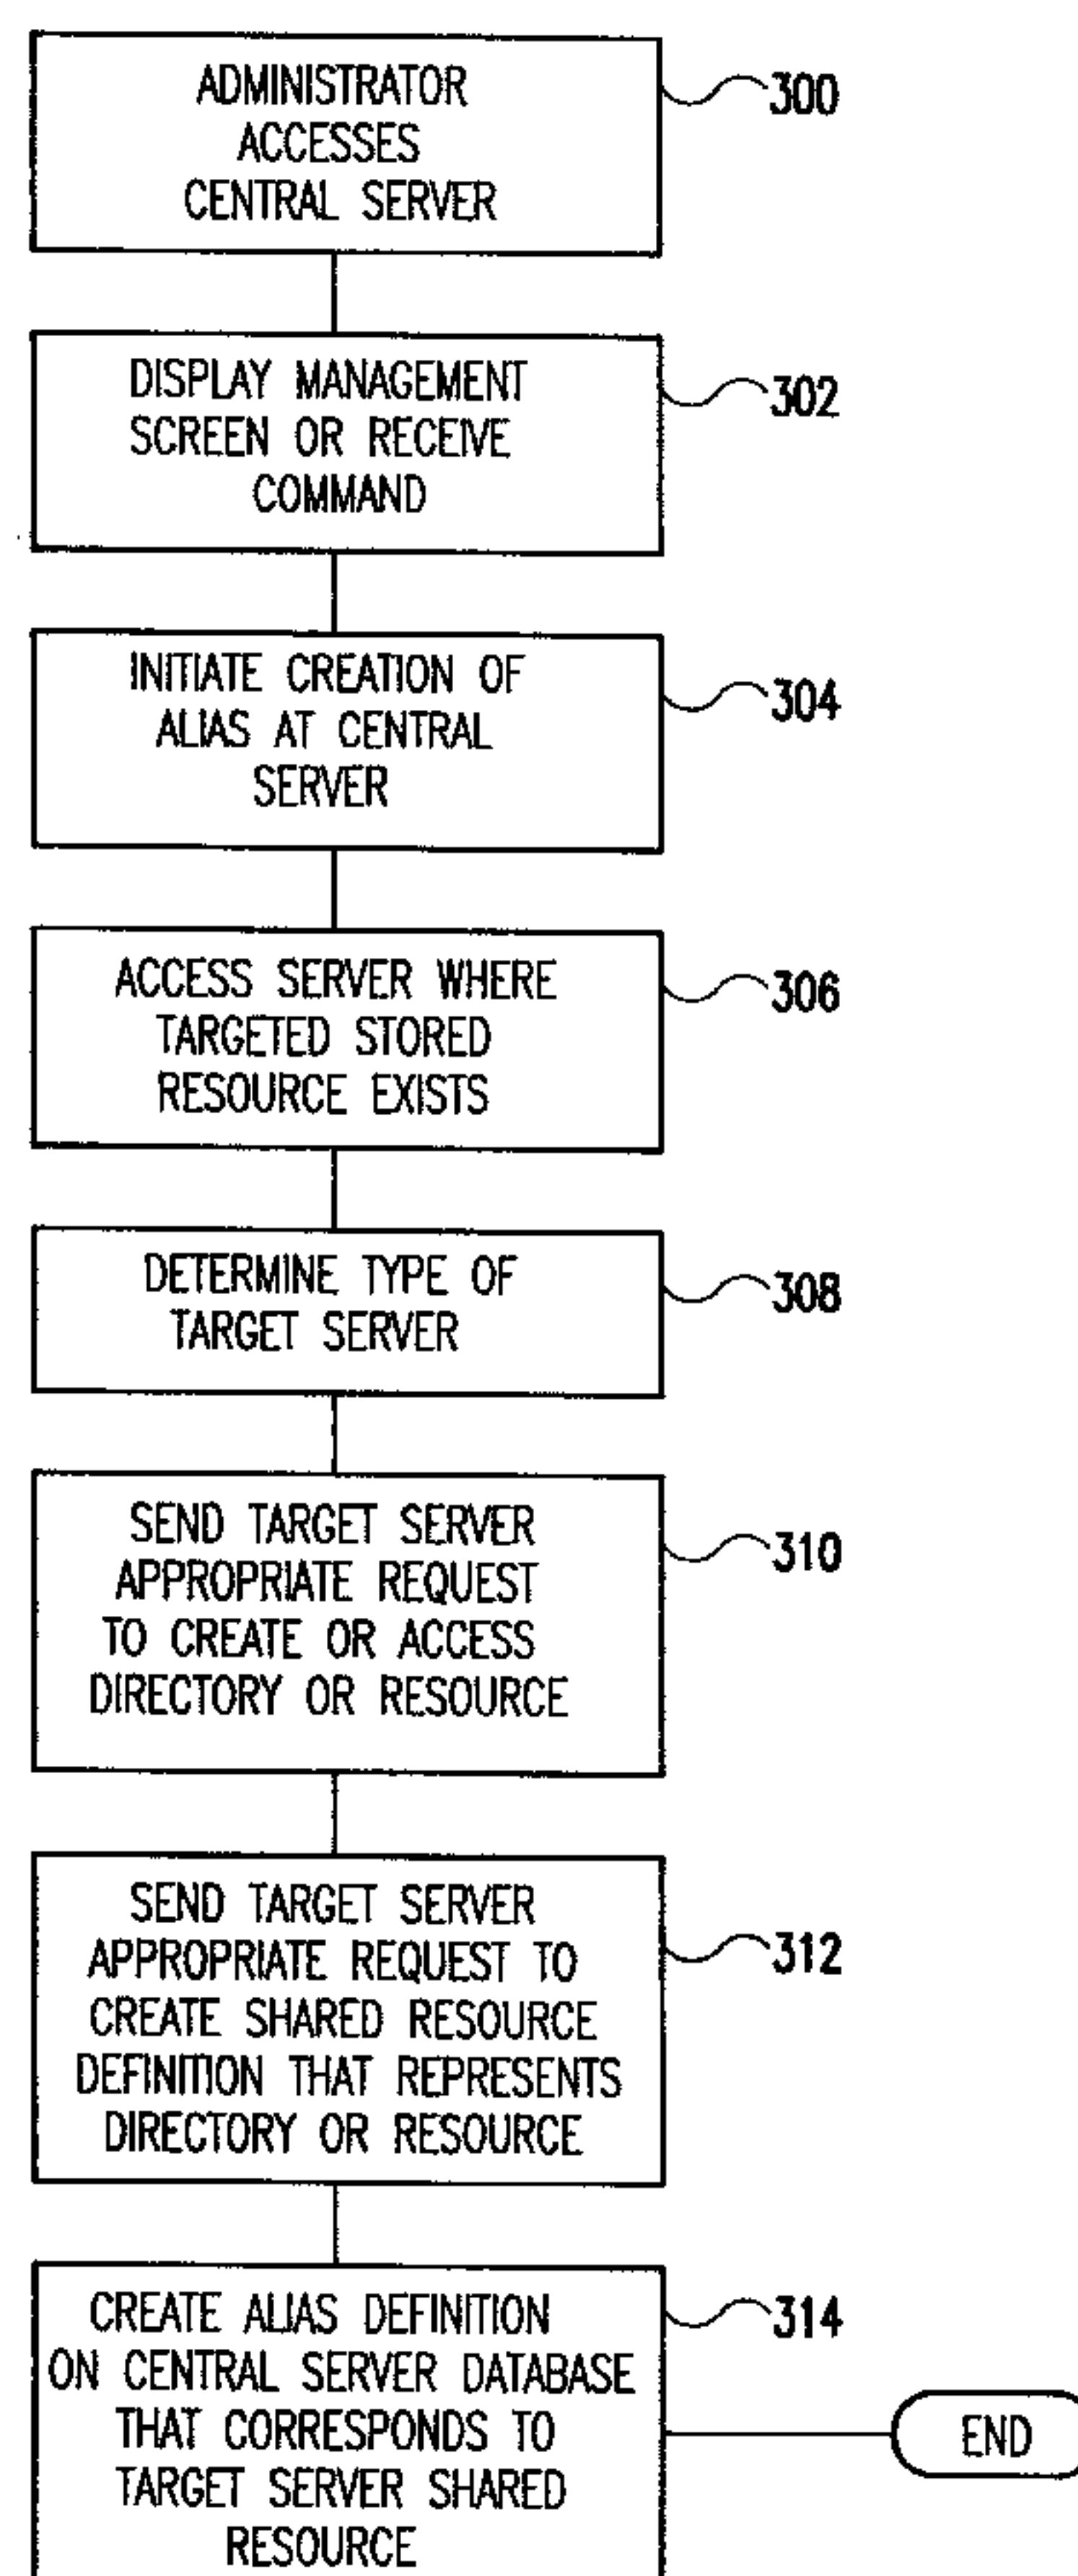 ADMINISTRATOR
ACCESSES
CENTRAL SERVER
300
DISPLAY MANAGEMENT
SCREEN OR RECEIVE
COMMAND
302
INITIATE CREATION OF
ALIAS AT CENTRAL
SERVER
304
ACCESS SERVER WHERE
TARGETED STORED
RESOURCE EXISTS
306
DETERMINE TYPE OF
TARGET SERVER
308
SEND TARGET SERVER
APPROPRIATE REQUEST
TO CREATE OR ACCESS
DIRECTORY OR RESOURCE
310
SEND TARGET SERVER
APPROPRIATE REQUEST TO
CREATE SHARED RESOURCE
DEFINITION THAT REPRESENTS
DIRECTORY OR RESOURCE
312
CREATE ALIAS DEFINITION
ON CENTRAL SERVER DATABASE
THAT CORRESPONDS TO
TARGET SERVER SHARED
RESOURCE
314
END